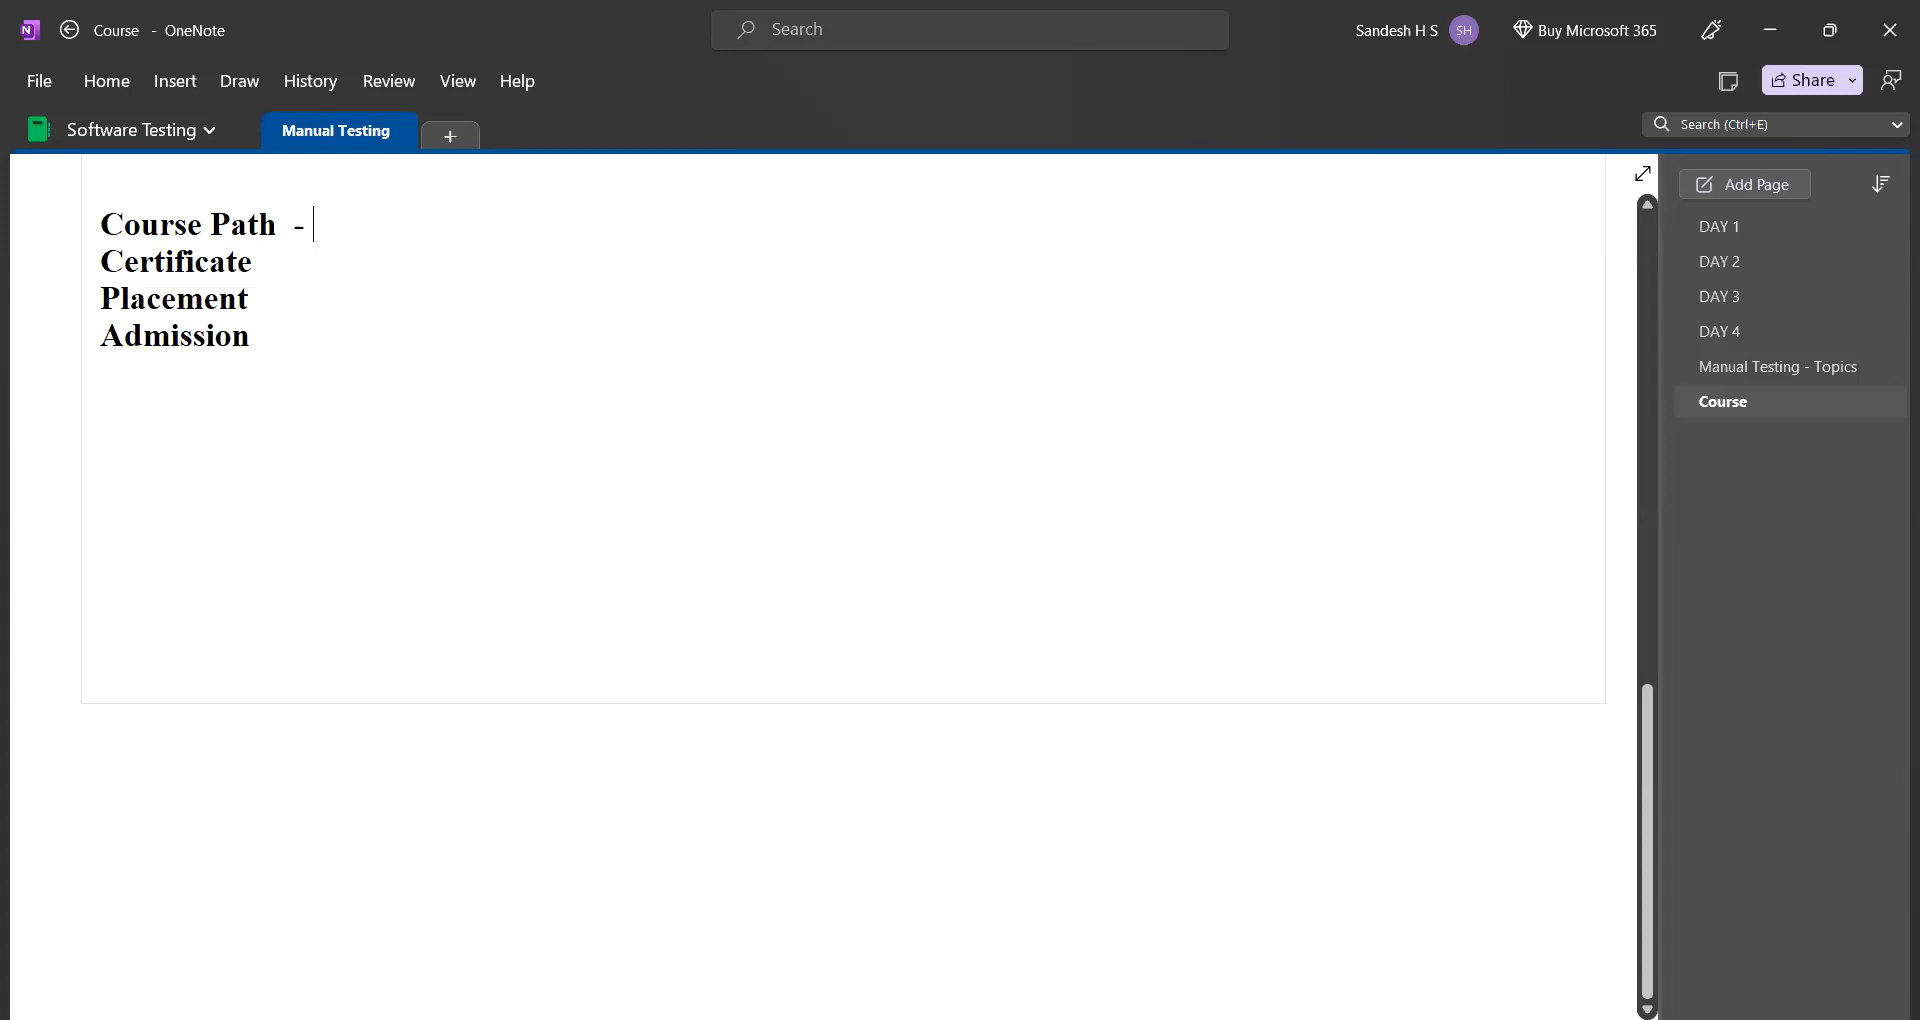 Course - OneNote
Search
Sandesh H S SH
Buy Microsoft 365
File Home Insert Draw History Review View Help
Share
Software Testing
Manual Testing
+
Search (Ctrl+E)
Course Path -
Certificate
Placement
Admission
Add Page
DAY 1
DAY 2
DAY 3
DAY 4
Manual Testing - Topics
Course